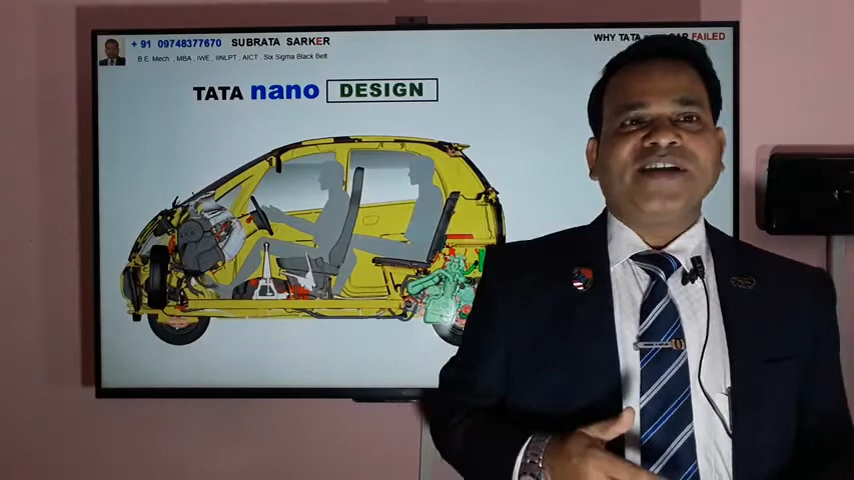 + 91 09748377670 SUBRATA SARKER
B E. Mech , MBA , IWE , IINLPT , AICT . Six Sigma Black Belt
WHY TATA CAR FAILED
TATA nano DESIGN